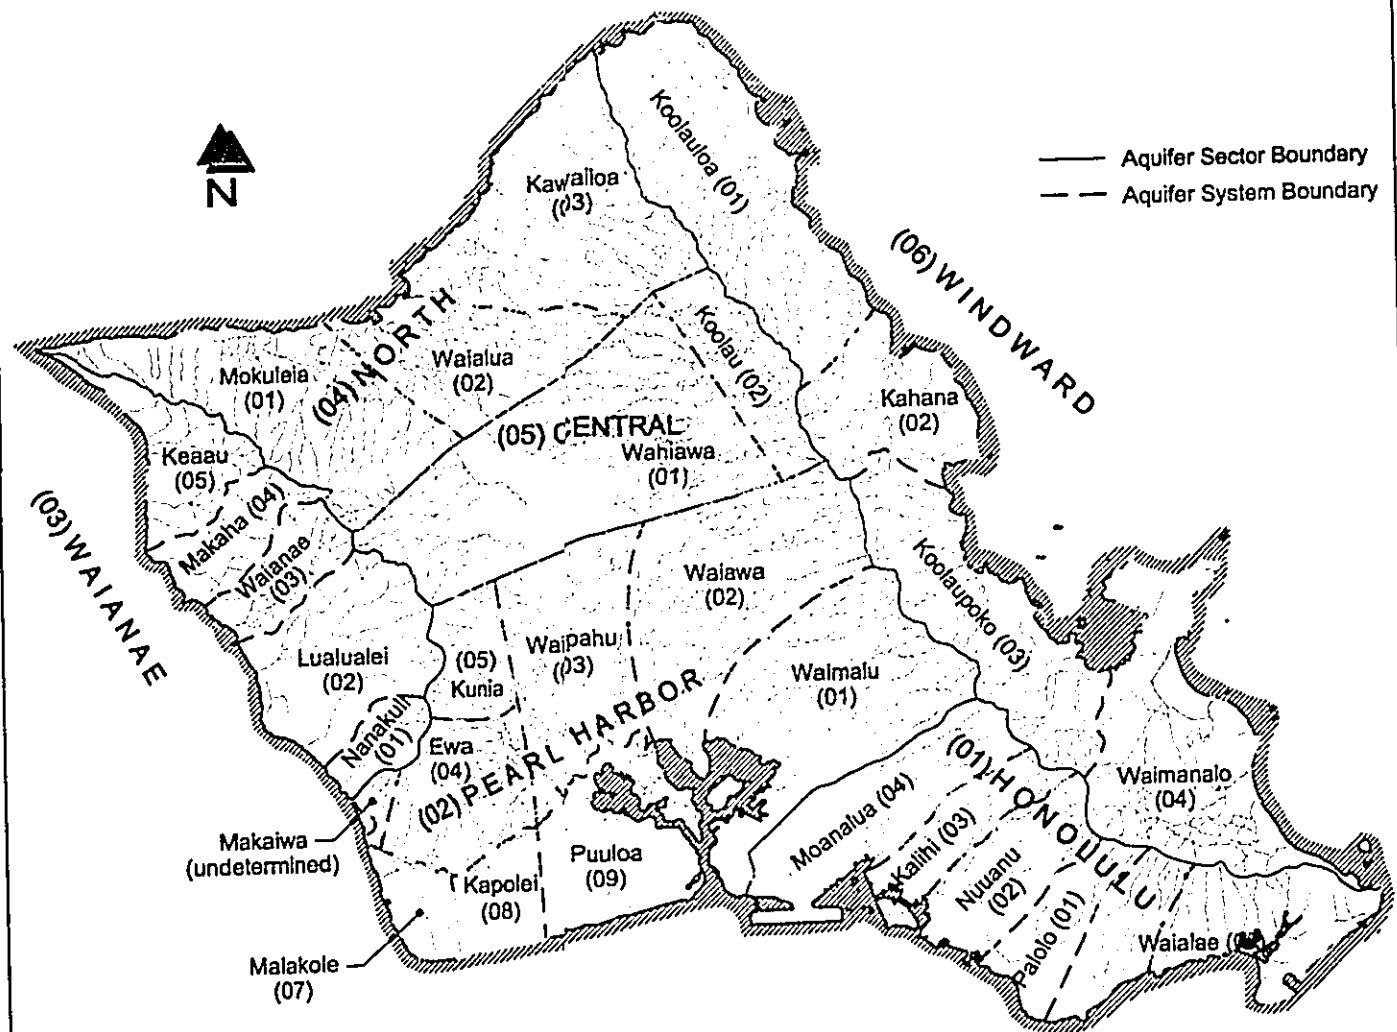 Koolauloa (01)
Aquifer Sector Boundary
Aquifer System Boundary
N
Kawailoa
(03)
(06) WINDWARD
Koolau (02)
Waialua
(02)
Mokuleia
(01)
(04) NORTH
Kahana
(02)
(05) CENTRAL
Wahiawa
(01)
Keaau
(05)
(03) WAIANAE
Makaha (04)
Waianae
(03)
Koolaupoko (03)
Waiawa
(02)
Waipahu
(03)
Lualualei
(02)
(05)
Kunia
Waimalu
(01)
Nanakuli
(01)
Ewa
(04)
(02) PEARL HARBOR
(01) HONOLULU
Waimanalo
(04)
Moanalua (04)
Kalihi (03)
Makaiwa
(undetermined)
Puuloa
(09)
Kapolei
(08)
Nuuanu
(02)
Palolo (01)
Waialae
Malakole
(07)